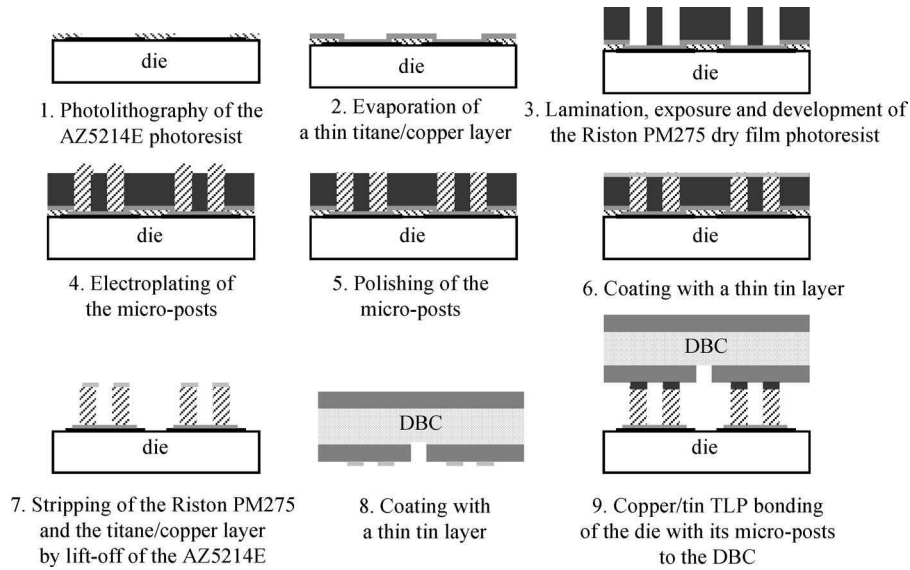 die
1. Photolithography of the
AZ5214E photoresist
die
2. Evaporation of
a thin titane/copper layer
die
3. Lamination, exposure and development of
the Riston PM275 dry film photoresist
die
4. Electroplating of
the micro-posts
die
5. Polishing of the
micro-posts
die
6. Coating with a thin tin layer
die
7. Stripping of the Riston PM275
and the titane/copper layer
by lift-off of the AZ5214E
DBC
8. Coating with
a thin tin layer
DBC
die
9. Copper/tin TLP bonding
of the die with its micro-posts
to the DBC